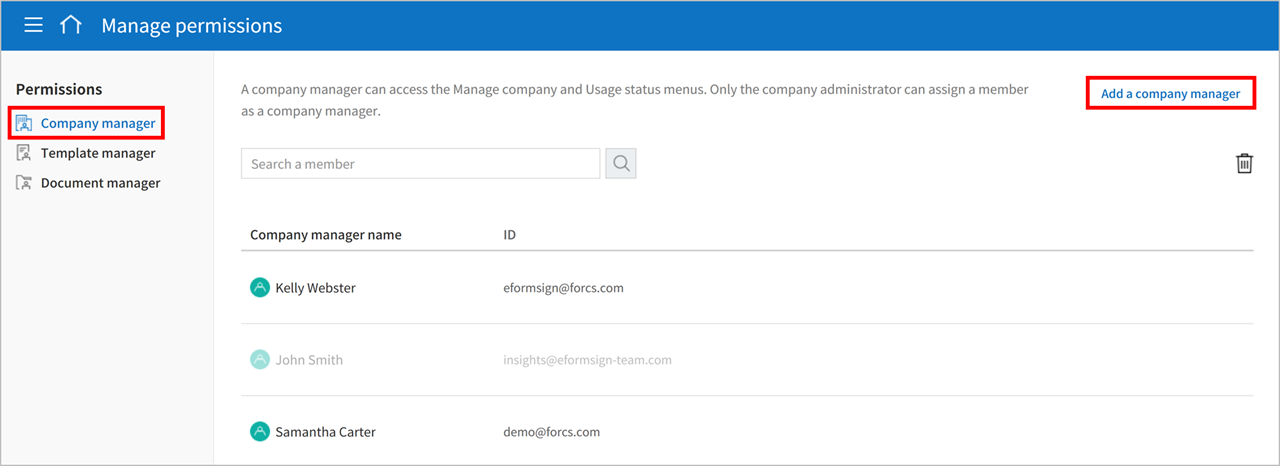 Manage permissions
Permissions
Company manager
Template manager
Document manager
A company manager can access the Manage company and Usage status menus. Only the company administrator can assign a member
as a company manager.
Add a company manager
Search a member
Company manager name ID
Kelly Webster eformsign@forcs.com
John Smith insights@eformsign-team.com
Samantha Carter demo@forcs.com